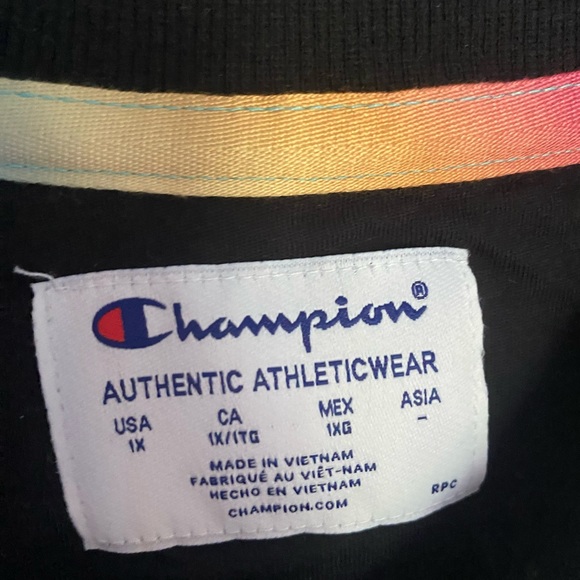 Champion®
AUTHENTIC ATHLETICWEAR
USA CA MEX ASIA
1X 1X/1TG 1XG -
MADE IN VIETNAM
FABRIQUÉ AU VIÊT-NAM
HECHO EN VIETNAM
CHAMPION.COM
RPC